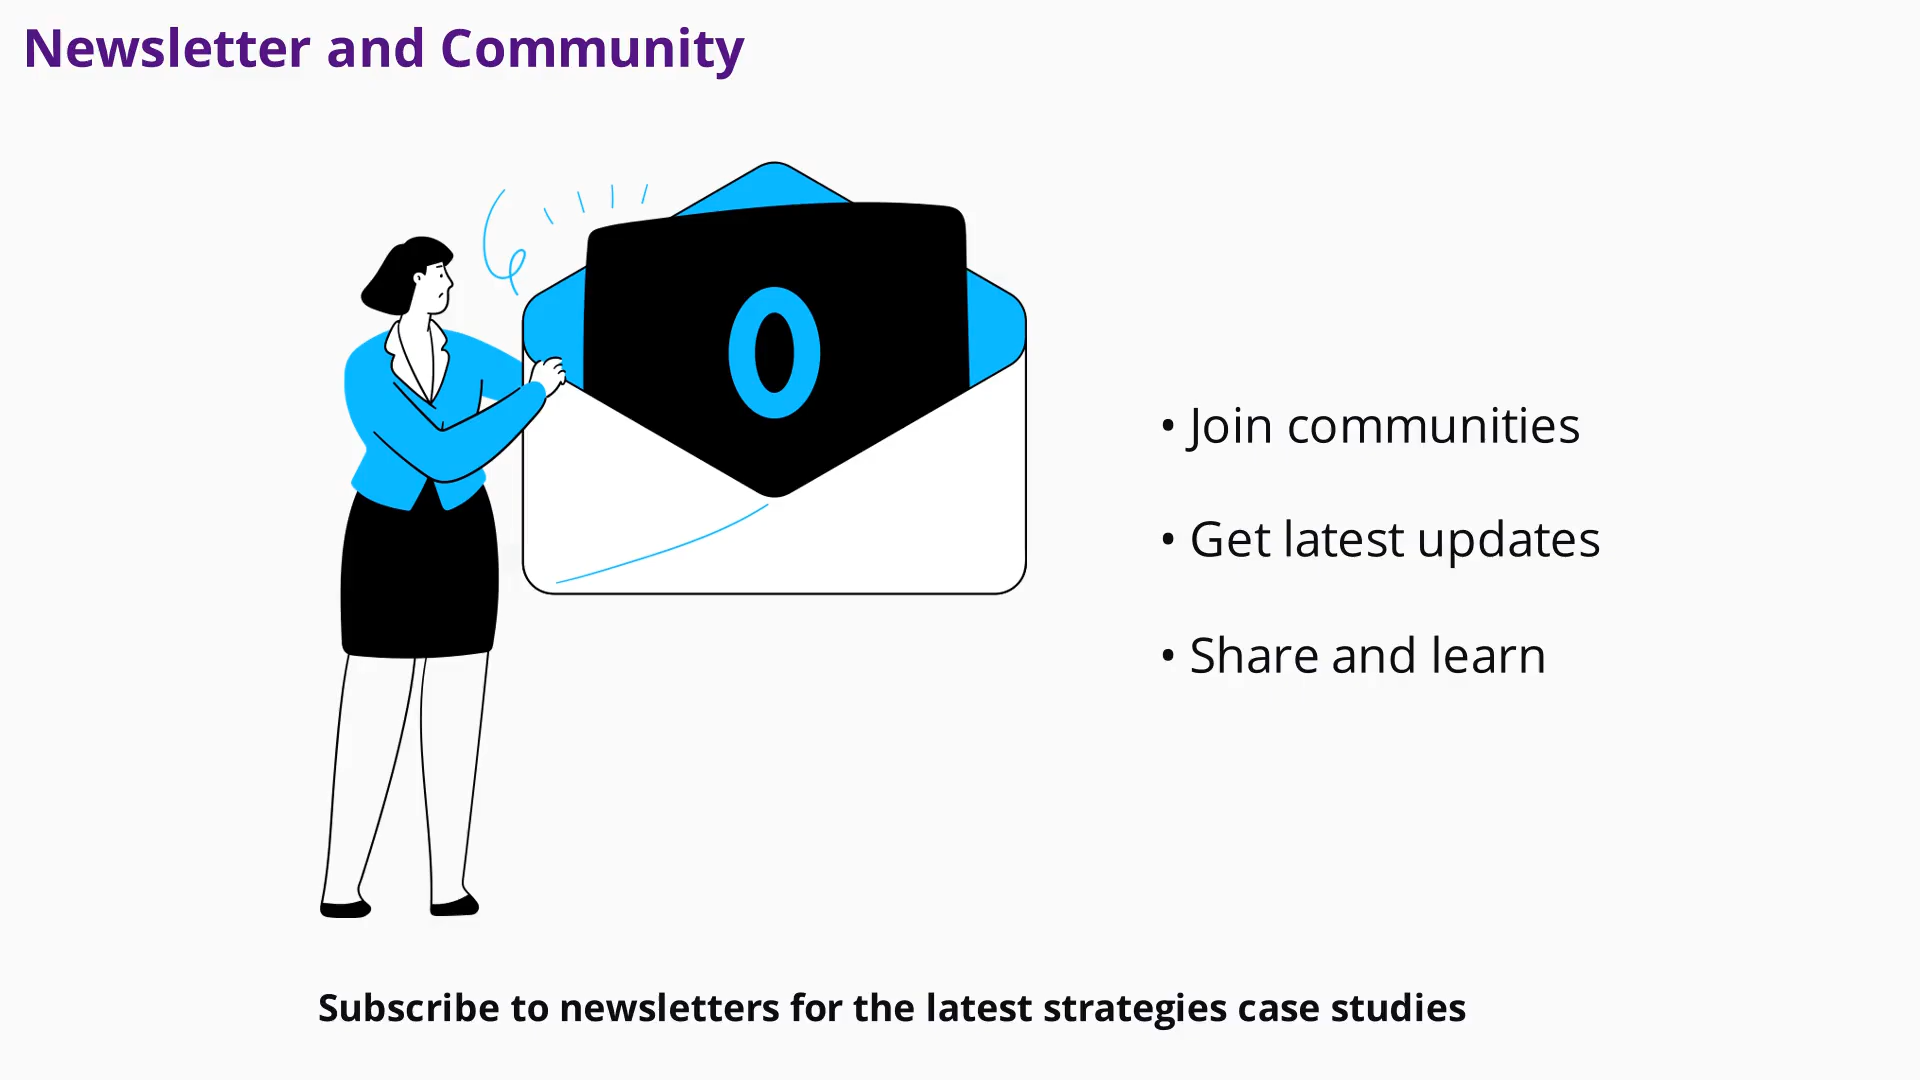 Newsletter and Community
0
• Join communities
• Get latest updates
• Share and learn
Subscribe to newsletters for the latest strategies case studies